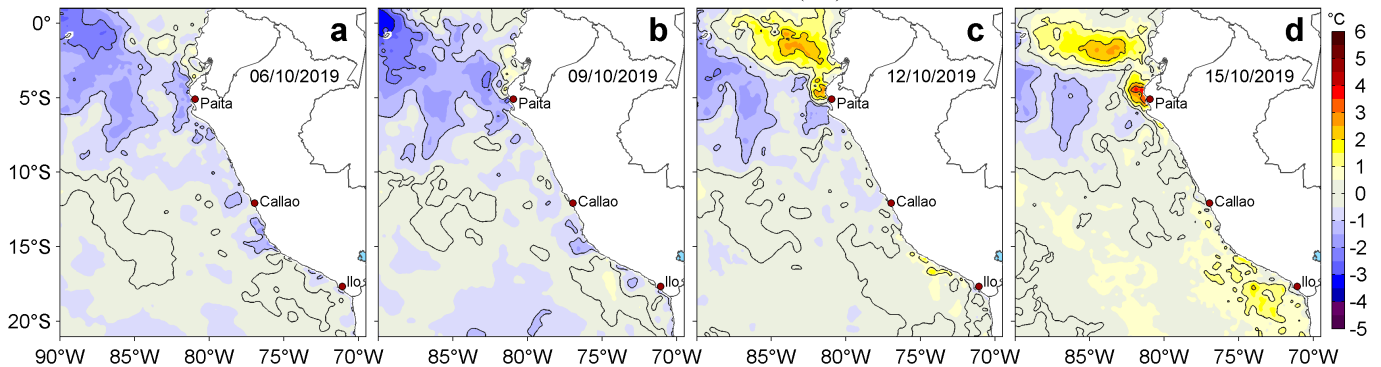 a b c d °C
0° 6
06/10/2019 09/10/2019 12/10/2019 15/10/2019 5
4
5°S Paita Paita Paita Paita 3
2
10°S 1
0
Callao Callao Callao Callao -1
15°S -2
-3
Ilo Ilo Ilo Ilo -4
20°S -5
90°W 85°W 80°W 75°W 70°W 85°W 80°W 75°W 70°W 85°W 80°W 75°W 70°W 85°W 80°W 75°W 70°W